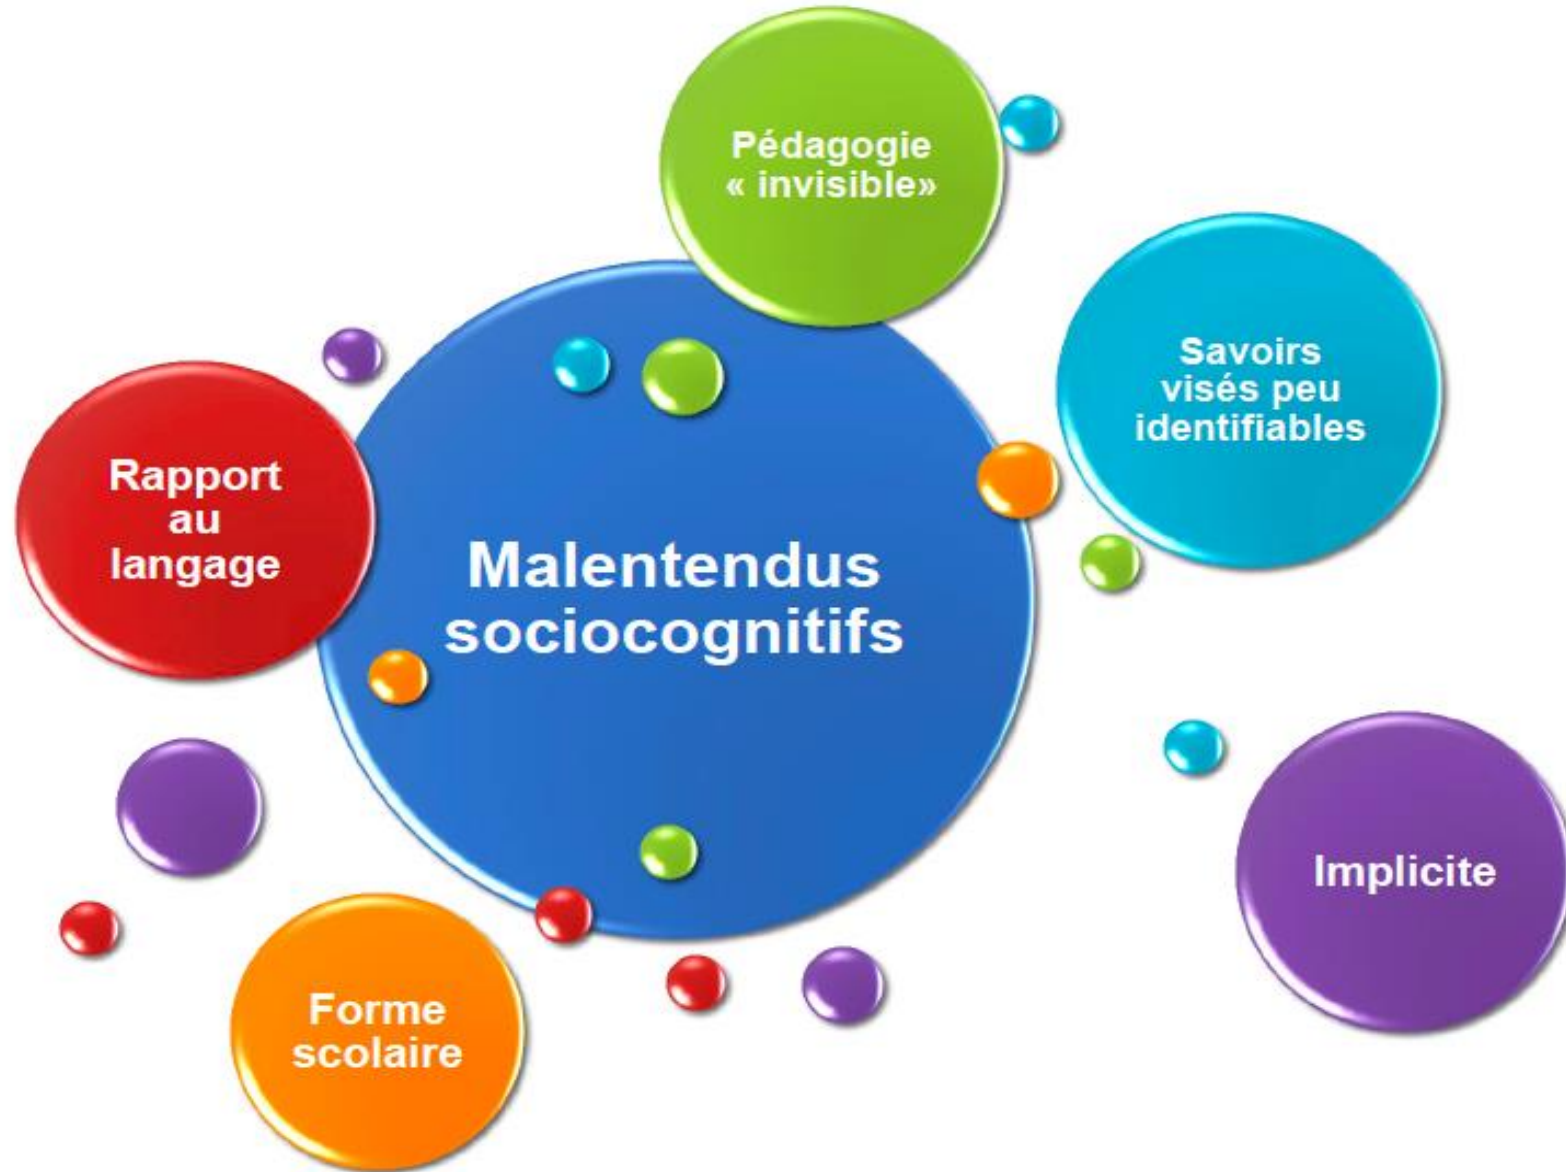 Pédagogie
« invisible»
Savoirs
visés peu
identifiables
Rapport
au
langage
Malentendus
sociocognitifs
Implicite
Forme
scolaire